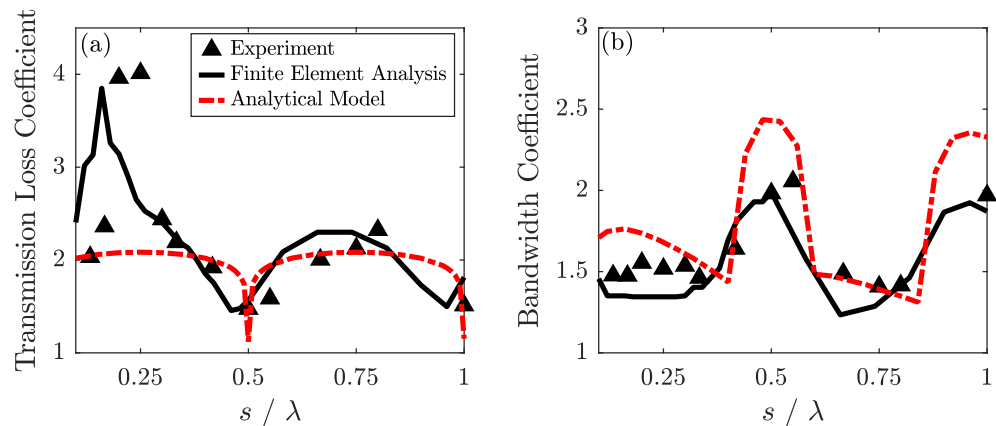 (a)
Experiment
Finite Element Analysis
Analytical Model
Transmission Loss Coefficient
4
3
2
1
0.25 0.5 0.75 1
s / λ
(b)
Bandwidth Coefficient
3
2.5
2
1.5
1
0.25 0.5 0.75 1
s / λ